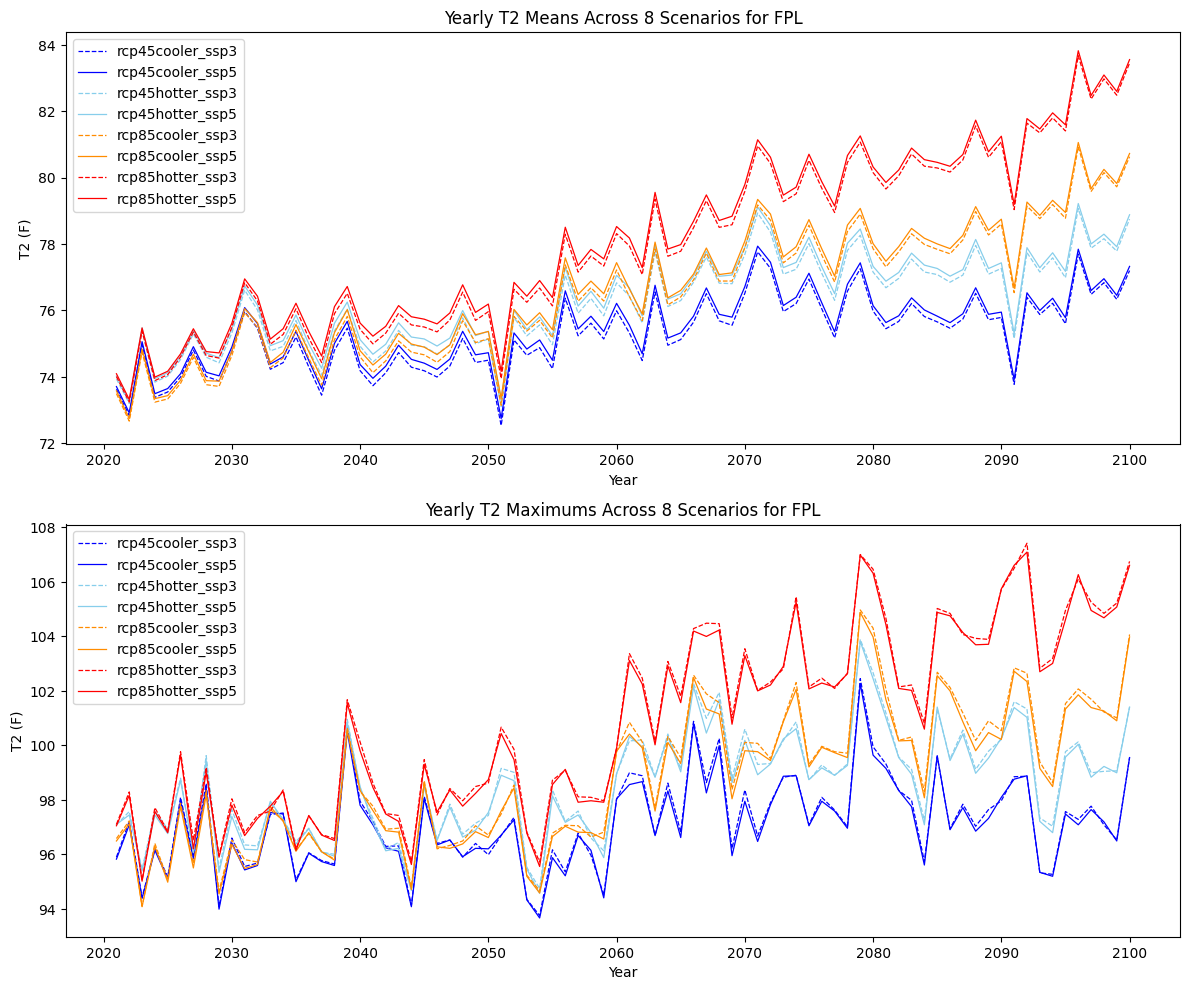 Yearly T2 Means Across 8 Scenarios for FPL
84
82
80
78
76
74
72
T2 (F)
rcp45cooler_ssp3
rcp45cooler_ssp5
rcp45hotter_ssp3
rcp45hotter_ssp5
rcp85cooler_ssp3
rcp85cooler_ssp5
rcp85hotter_ssp3
rcp85hotter_ssp5
2020 2030 2040 2050 2060 2070 2080 2090 2100
Year
Yearly T2 Maximums Across 8 Scenarios for FPL
108
106
104
102
100
98
96
94
T2 (F)
rcp45cooler_ssp3
rcp45cooler_ssp5
rcp45hotter_ssp3
rcp45hotter_ssp5
rcp85cooler_ssp3
rcp85cooler_ssp5
rcp85hotter_ssp3
rcp85hotter_ssp5
2020 2030 2040 2050 2060 2070 2080 2090 2100
Year